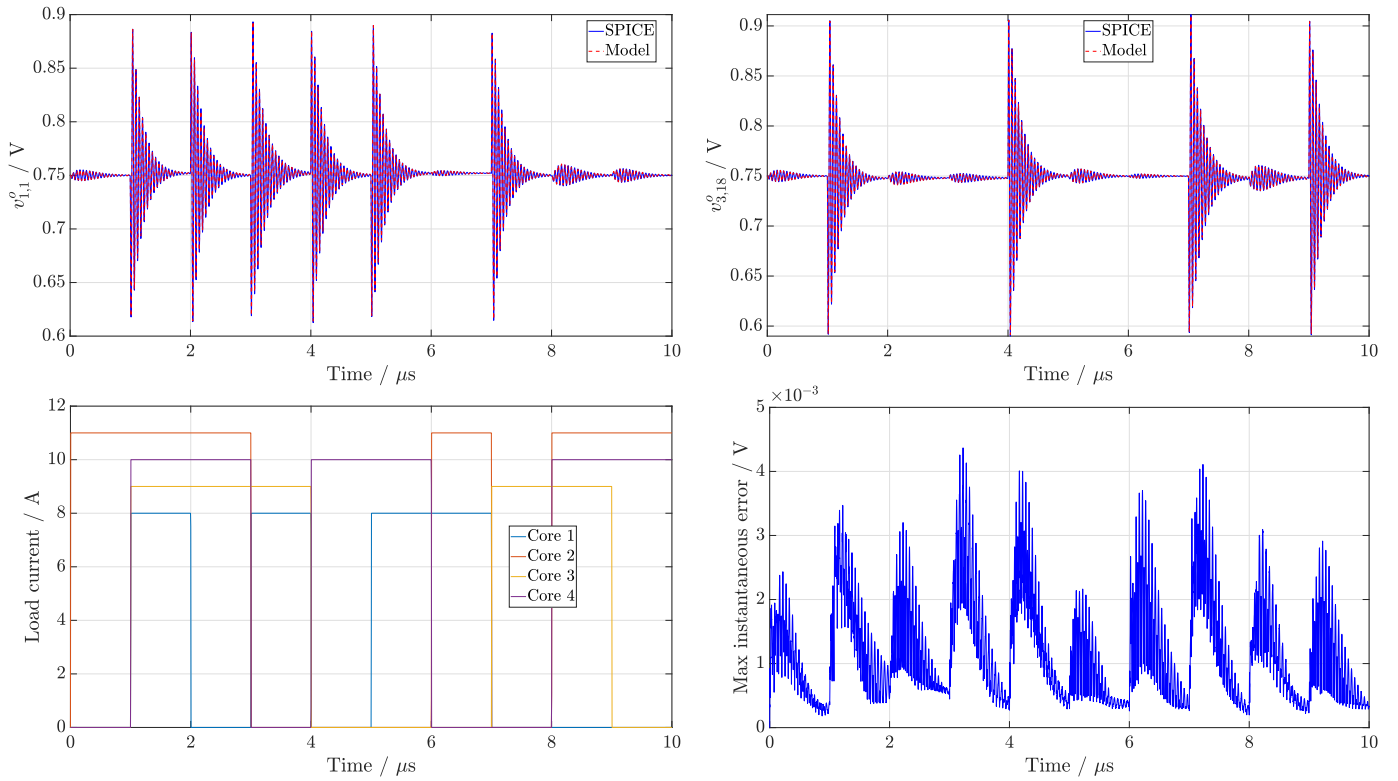 0.9
0.85
0.8
0.75
0.7
0.65
0.6
v^o_{1,1} / V
SPICE
Model
0 2 4 6 8 10
Time / μs
0.9
0.85
0.8
0.75
0.7
0.65
0.6
v^o_{3,18} / V
SPICE
Model
0 2 4 6 8 10
Time / μs
12
10
8
6
4
2
0
Load current / A
Core 1
Core 2
Core 3
Core 4
0 2 4 6 8 10
Time / μs
×10^{-3}
5
4
3
2
1
0
Max instantaneous error / V
0 2 4 6 8 10
Time / μs